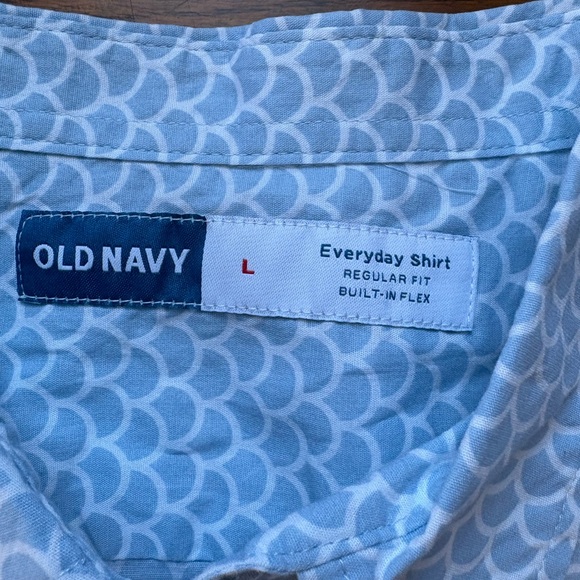 OLD NAVY
L
Everyday Shirt
REGULAR FIT
BUILT-IN FLEX